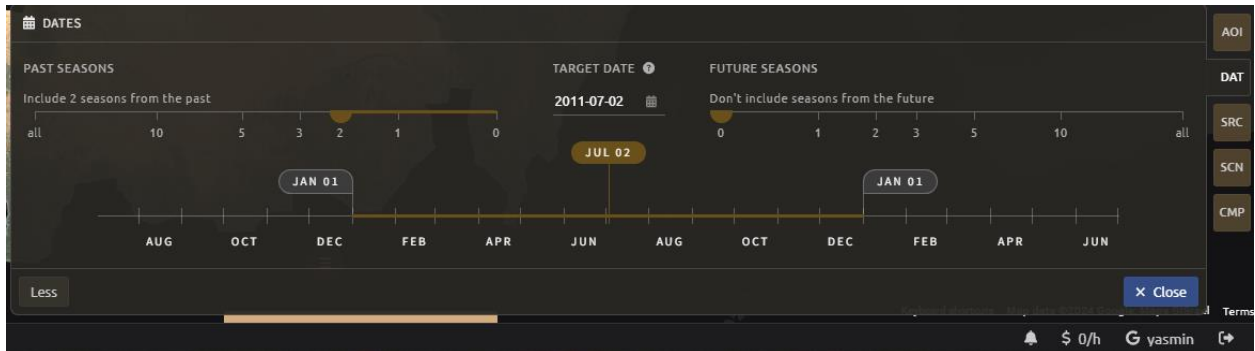 DATES
AOI
PAST SEASONS
TARGET DATE
FUTURE SEASONS
DAT
Include 2 seasons from the past
2011-07-02
Don't include seasons from the future
SRC
all 10 5 3 2 1 0
0 1 2 3 5 10 all
JUL 02
SCN
JAN 01
JAN 01
CMP
AUG OCT DEC FEB APR JUN AUG OCT DEC FEB APR JUN
Less
× Close
Terms
$ 0/h G yasmin